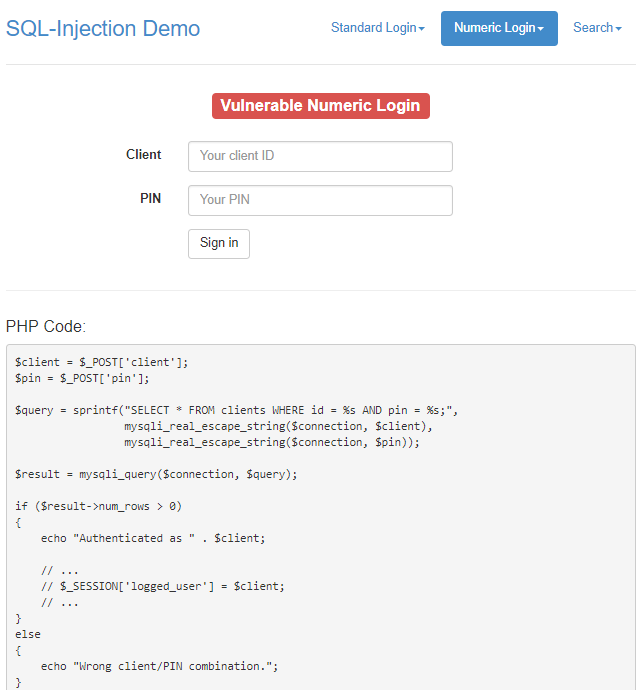 SQL-Injection Demo
Standard Login
Numeric Login
Search
Vulnerable Numeric Login
Client
Your client ID
PIN
Your PIN
Sign in
PHP Code:
$client = $_POST['client'];
$pin = $_POST['pin'];
$query = sprintf("SELECT * FROM clients WHERE id = %s AND pin = %s;",
                 mysqli_real_escape_string($connection, $client),
                 mysqli_real_escape_string($connection, $pin));
$result = mysqli_query($connection, $query);
if ($result->num_rows > 0)
{
    echo "Authenticated as " . $client;
    // ...
    // $_SESSION['logged_user'] = $client;
    // ...
}
else
{
    echo "Wrong client/PIN combination.";
}